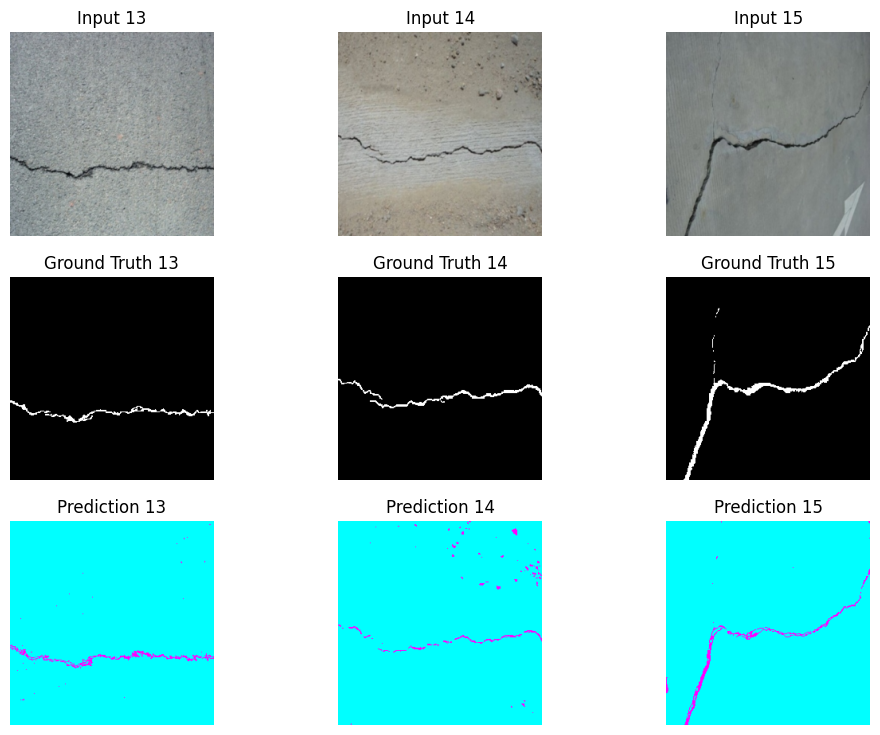 Input 13
Input 14
Input 15
Ground Truth 13
Ground Truth 14
Ground Truth 15
Prediction 13
Prediction 14
Prediction 15